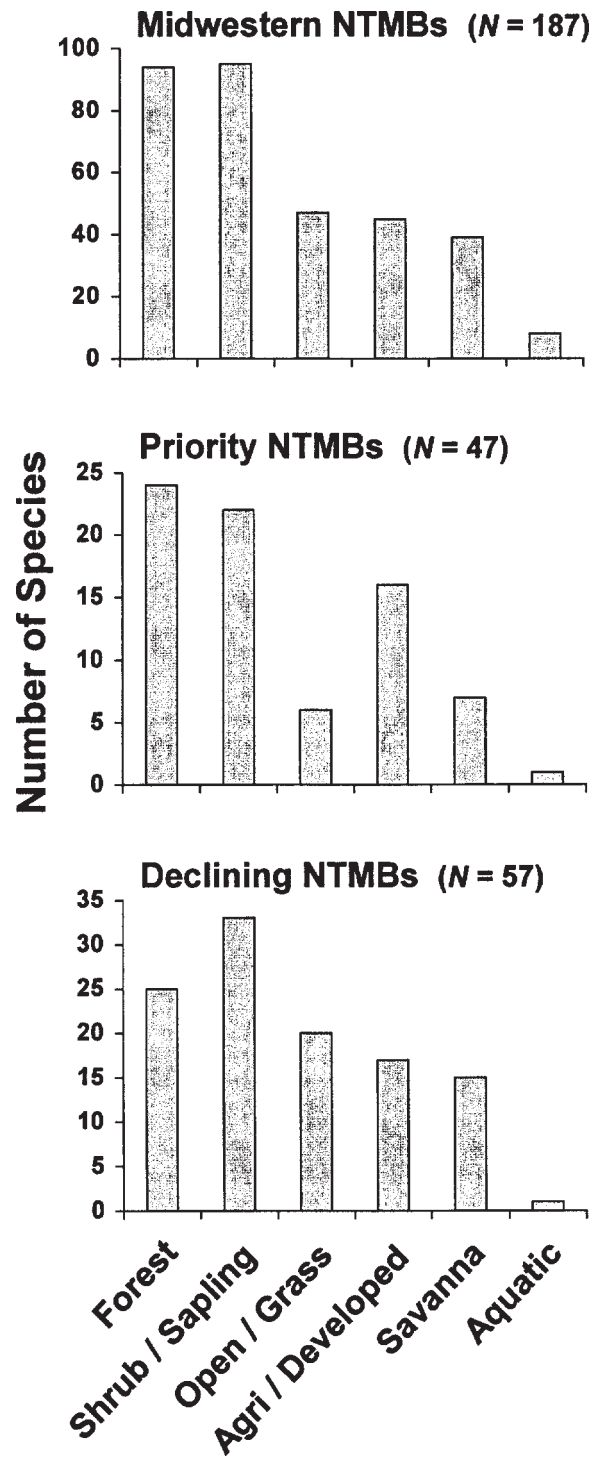 Midwestern NTMBs (N = 187)
100
80
60
40
20
0
Number of Species
Priority NTMBs (N = 47)
25
20
15
10
5
0
Declining NTMBs (N = 57)
35
30
25
20
15
10
5
0
Forest
Shrub / Sapling
Open / Grass
Agri / Developed
Savanna
Aquatic